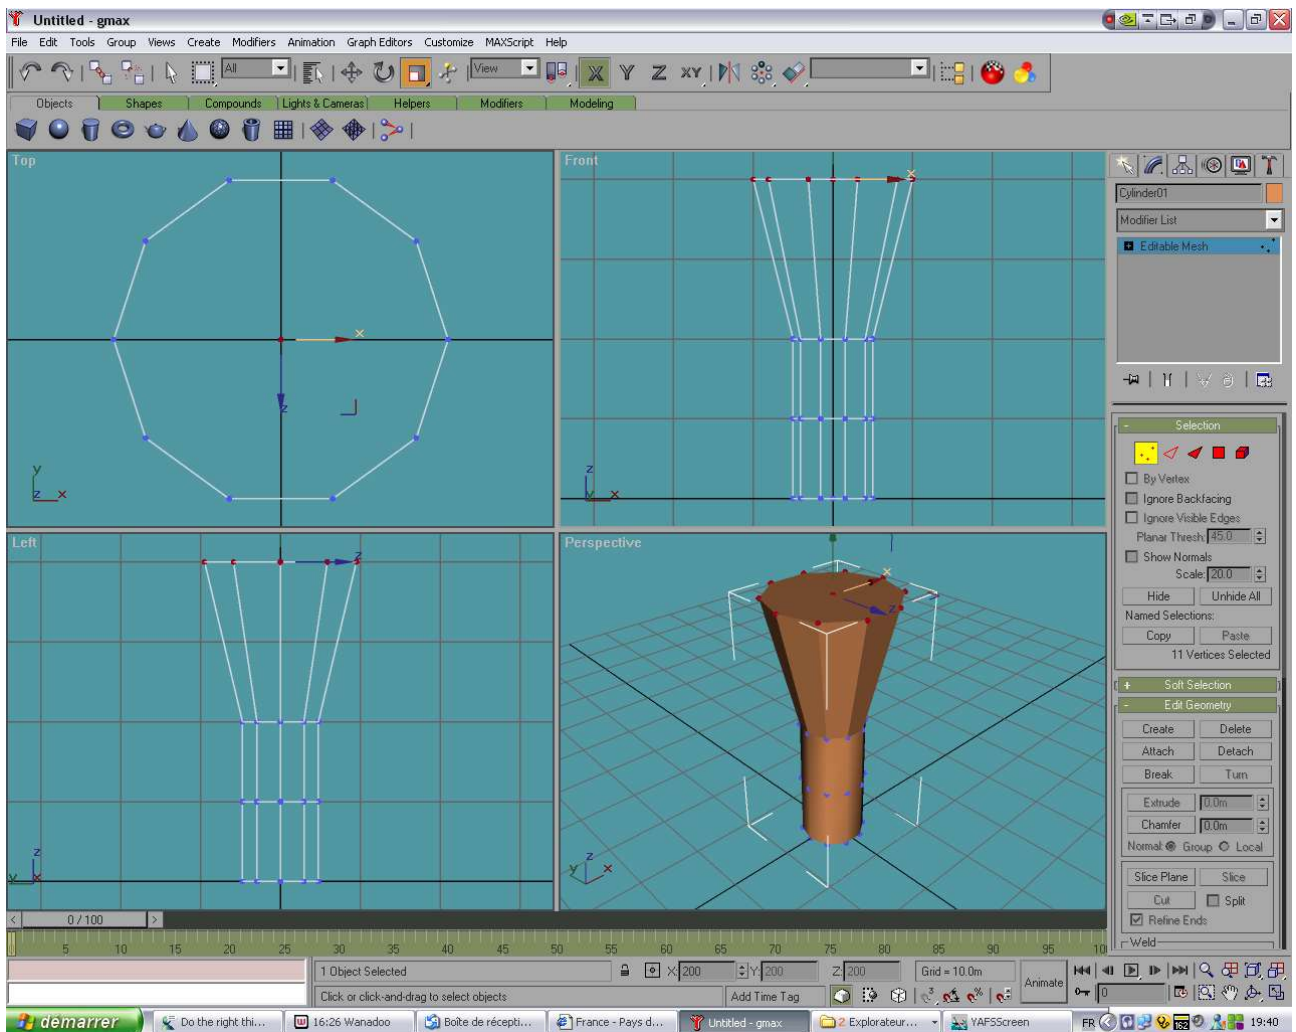 Untitled - gmax
File Edit Tools Group Views Create Modifiers Animation Graph Editors Customize MAXScript Help
All View X Y Z XY
Objects Shapes Compounds Lights & Cameras Helpers Modifiers Modeling
Top
x
z
y
z x
Front
x
z
y x
Left
z
z
y x
Perspective
x
z
z
y x
Cylinder01
Modifier List
Editable Mesh
- Selection
By Vertex
Ignore Backfacing
Ignore Visible Edges
Planar Thresh: 45.0
Show Normals
Scale: 20.0
Hide Unhide All
Named Selections:
Copy Paste
11 Vertices Selected
+ Soft Selection
- Edit Geometry
Create Delete
Attach Detach
Break Turn
Extrude 0.0m
Chamfer 0.0m
Normal: Group Local
Slice Plane Slice
Cut Split
Refine Ends
Weld
< 0 / 100 >
5 10 15 20 25 30 35 40 45 50 55 60 65 70 75 80 85 90 95 10
1 Object Selected X: 200 Y: 200 Z: 200 Grid = 10.0m Animate
Click or click-and-drag to select objects Add Time Tag 3 % 0
démarrer Do the right thi... 16:26 Wanadoo Boîte de récepti... France - Pays d... Untitled - gmax 2 Explorateur... YAFSScreen FR 162 19:40